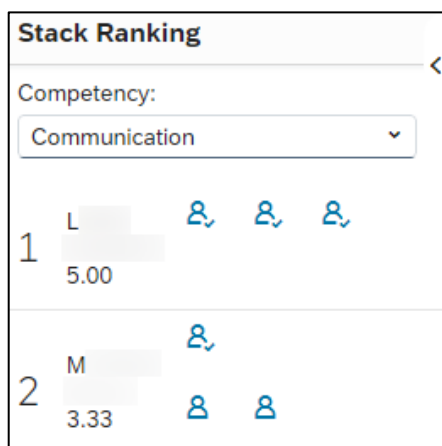 Stack Ranking
Competency:
Communication
1
L
5.00
2
M
3.33